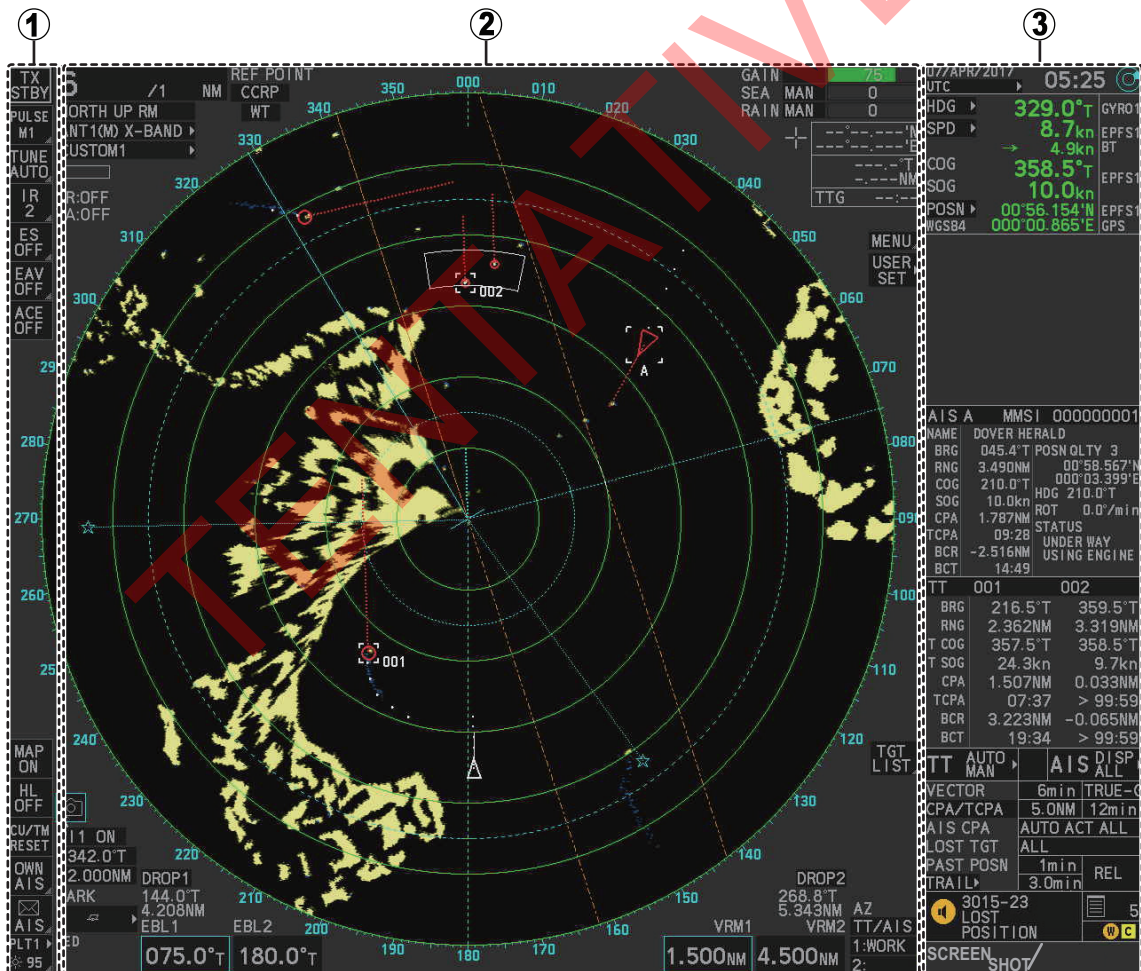 1
2
3
TX
STBY
PULSE
M1
TUNE
AUTO
IR
2
ES
OFF
EAV
OFF
ACE
OFF
MAP
ON
HL
OFF
CU/TM
RESET
OWN
AIS
AIS
PLT1
95
6
/1 NM
REF POINT
CCRP
WT
ORTH UP RM
NT1(M) X-BAND
USTOM1
R:OFF
A:OFF
GAIN 75
SEA MAN 0
RAIN MAN 0
---°--.---'N
---°--.---'E
---.-°T
-.---NM
TTG --:--
MENU
USER
SET
350 000 010
340 020
330 030
320 040
310 050
300 060
29 070
280 080
270 090
260 100
25 110
240 120
230 130
220 140
210 150
200 160
190 180
002
A
001
TENTATIVE
TGT
LIST
I1 ON
342.0°T
2.000NM
ARK
ED
DROP1
144.0°T
4.208NM
EBL1 EBL2
075.0°T 180.0°T
DROP2
268.8°T
5.343NM
VRM1 VRM2
1.500NM 4.500NM
AZ
TT/AIS
1:WORK
2:
07/APR/2017
UTC 05:25
HDG 329.0°T GYRO1
SPD 8.7kn EPFS1
4.9kn BT
COG 358.5°T EPFS1
SOG 10.0kn
POSN 00°56.154'N EPFS1
WGS84 000°00.865'E GPS
AIS A MMSI 000000001
NAME DOVER HERALD
BRG 045.4°T POSN QLTY 3
RNG 3.490NM 00°58.567'N
000°03.399'E
COG 210.0°T HDG 210.0°T
SOG 10.0kn ROT 0.0°/min
CPA 1.787NM STATUS
TCPA 09:28 UNDER WAY
BCR -2.516NM USING ENGINE
BCT 14:49
TT 001 002
BRG 216.5°T 359.5°T
RNG 2.362NM 3.319NM
T COG 357.5°T 358.5°T
T SOG 24.3kn 9.7kn
CPA 1.507NM 0.033NM
TCPA 07:37 > 99:59
BCR 3.223NM -0.065NM
BCT 19:34 > 99:59
TT AUTO MAN AIS DISP ALL
VECTOR 6min TRUE-G
CPA/TCPA 5.0NM 12min
AIS CPA AUTO ACT ALL
LOST TGT ALL
PAST POSN 1min REL
TRAIL 3.0min
3015-23
LOST
POSITION
5
W C
SCREEN SHOT/